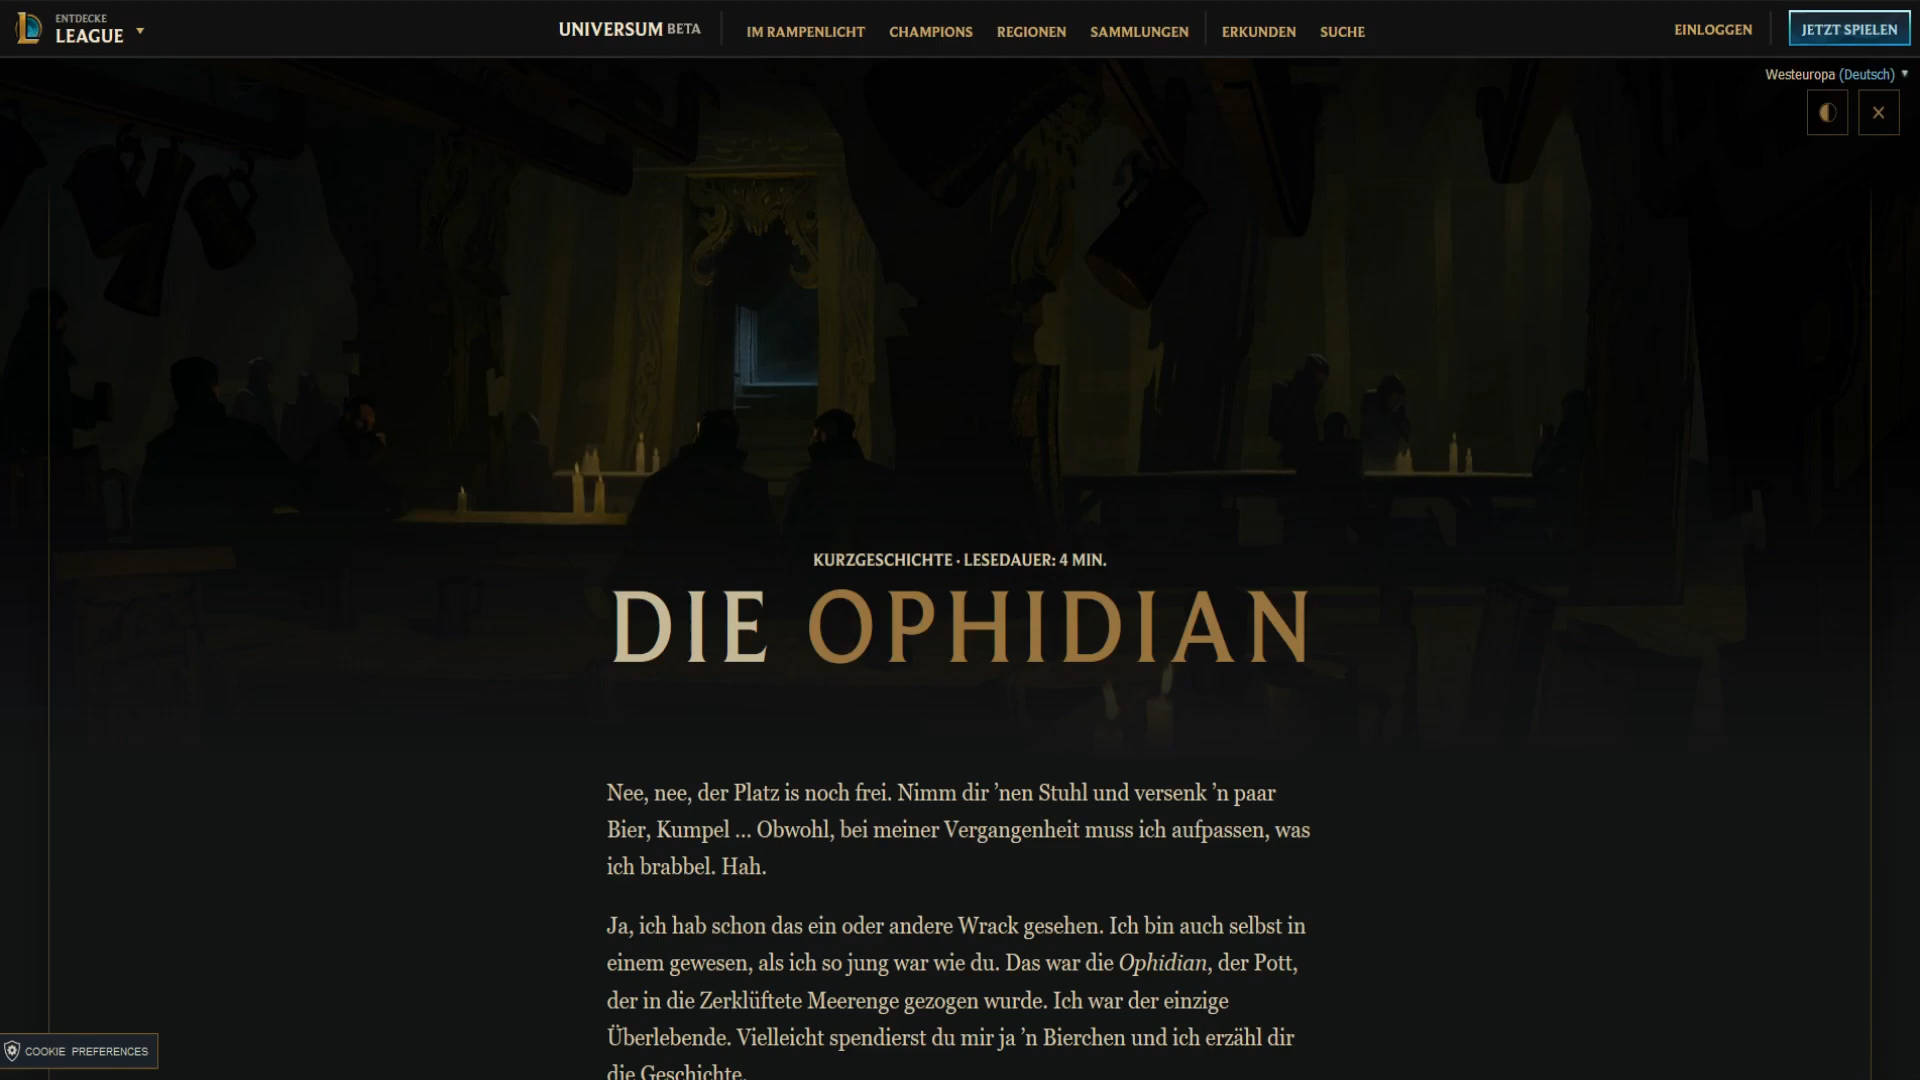 ENTDECKE
LEAGUE
UNIVERSUM BETA
IM RAMPENLICHT
CHAMPIONS
REGIONEN
SAMMLUNGEN
ERKUNDEN
SUCHE
EINLOGGEN
JETZT SPIELEN
Westeuropa (Deutsch)
KURZGESCHICHTE · LESEDAUER: 4 MIN.
DIE OPHIDIAN
Nee, nee, der Platz is noch frei. Nimm dir ’nen Stuhl und versenk ’n paar
Bier, Kumpel ... Obwohl, bei meiner Vergangenheit muss ich aufpassen, was
ich brabbel. Hah.
Ja, ich hab schon das ein oder andere Wrack gesehen. Ich bin auch selbst in
einem gewesen, als ich so jung war wie du. Das war die Ophidian, der Pott,
der in die Zerklüftete Meerenge gezogen wurde. Ich war der einzige
Überlebende. Vielleicht spendierst du mir ja ’n Bierchen und ich erzähl dir
die Geschichte.
COOKIE PREFERENCES